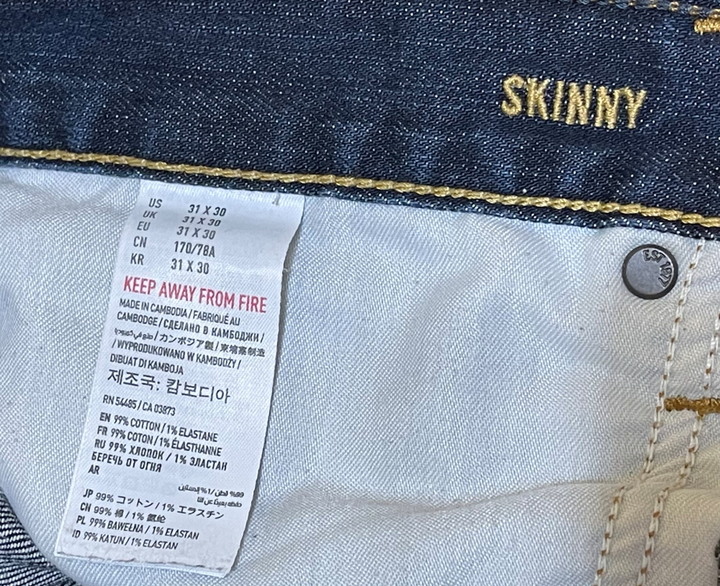 SKINNY
US 31 X 30
UK 31 X 30
EU 31 X 30
CN 170/78A
KR 31 X 30
KEEP AWAY FROM FIRE
MADE IN CAMBODIA / FABRIQUÉ AU
CAMBODGE / СДЕЛАНО В КАМБОДЖИ /
/ カンボジア製 / 東埔寨制造
/ WYPRODUKOWANO W KAMBODŻY /
DIBUAT DI KAMBOJA
제조국: 캄보디아
RN 54485 / CA 03873
EN 99% COTTON / 1% ELASTANE
FR 99% COTON / 1% ÉLASTHANNE
RU 99% ХЛОПОК / 1% ЭЛАСТАН
БЕРЕЧЬ ОТ ОГНЯ
AR
JP 99% コットン / 1% エラスチン
CN 99% 棉 / 1% 氨纶
PL 99% BAWEŁNA / 1% ELASTAN
ID 99% KATUN / 1% ELASTAN
EST 1977